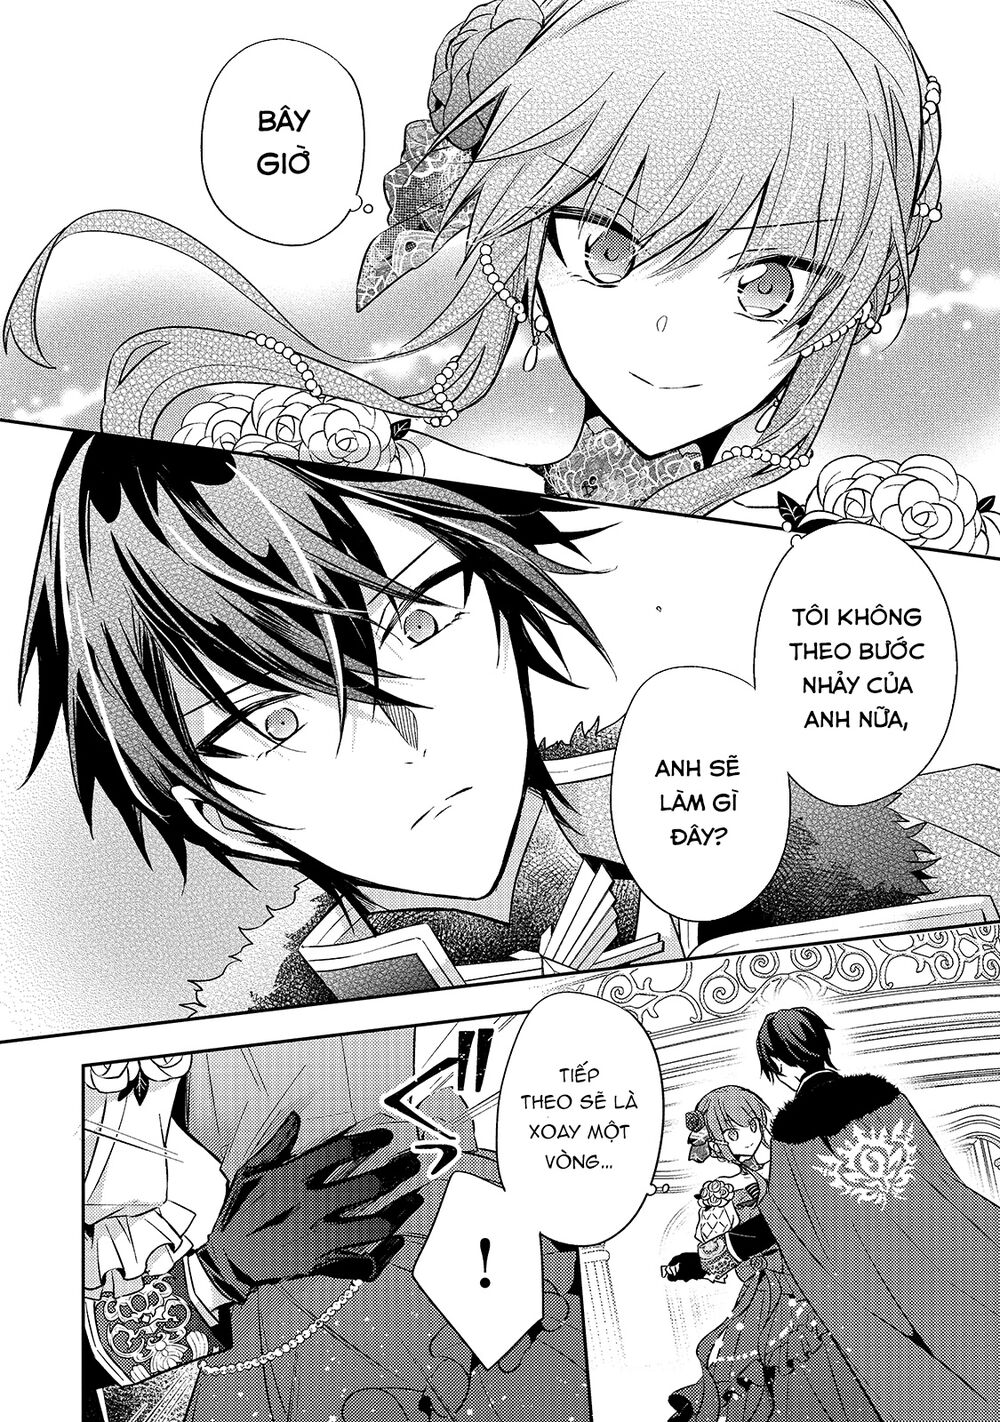 BÂY
GIỜ
TÔI KHÔNG
THEO BƯỚC
NHẢY CỦA
ANH NỮA,
ANH SẼ
LÀM GÌ
ĐÂY?
TIẾP
THEO SẼ LÀ
XOAY MỘT
VÒNG...
!